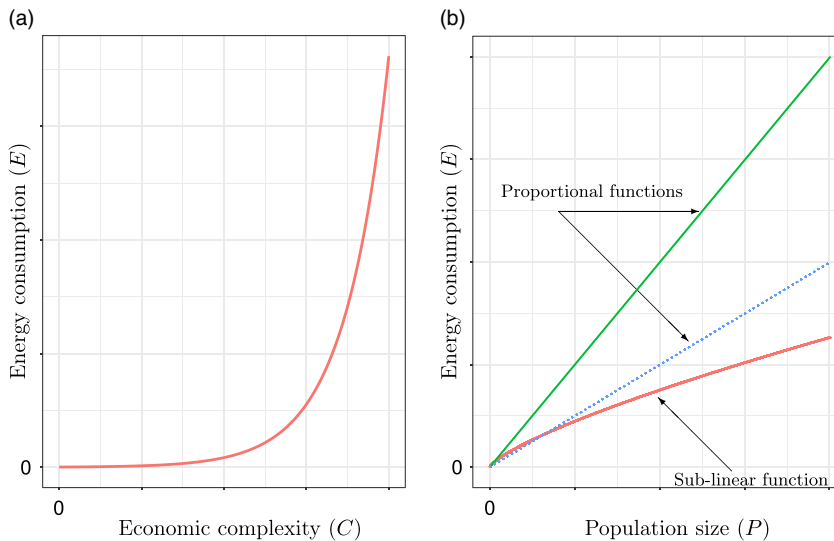 (a)
Energy consumption (E)
0
0
Economic complexity (C)
(b)
Energy consumption (E)
Proportional functions
Sub-linear function
0
0
Population size (P)